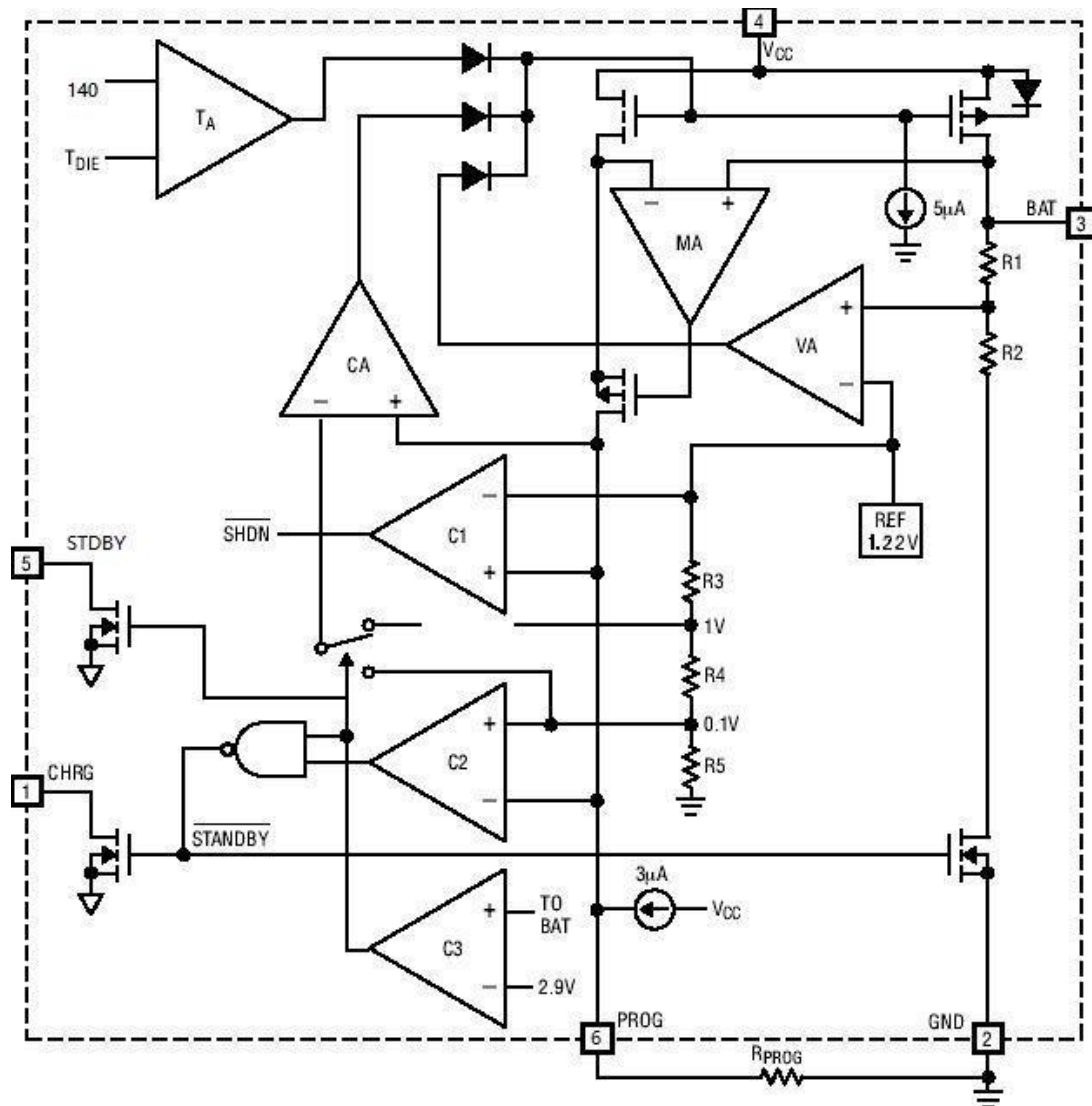 4
VCC
140
TA
TDIE
− +
MA
5μA
BAT
3
R1
+
VA
−
R2
CA
− +
−
C1
+
SHDN
REF
1.22V
STDBY
5
R3
1V
R4
+
0.1V
C2
−
R5
CHRG
1
STANDBY
3μA
VCC
+
TO
BAT
C3
−
2.9V
PROG
6
GND
2
RPROG